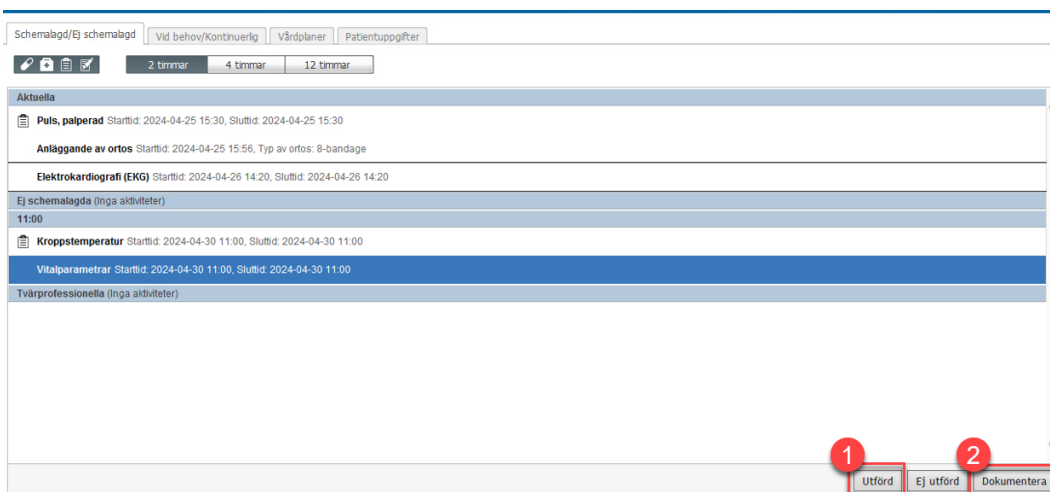 Schemalagd/Ej schemalagd Vid behov/Kontinuerlig Vårdplaner Patientuppgifter
2 timmar 4 timmar 12 timmar
Aktuella
Puls, palperad Starttid: 2024-04-25 15:30, Sluttid: 2024-04-25 15:30
Anläggande av ortos Starttid: 2024-04-25 15:56, Typ av ortos: 8-bandage
Elektrokardiografi (EKG) Starttid: 2024-04-26 14:20, Sluttid: 2024-04-26 14:20
Ej schemalagda (Inga aktiviteter)
11:00
Kroppstemperatur Starttid: 2024-04-30 11:00, Sluttid: 2024-04-30 11:00
Vitalparametrar Starttid: 2024-04-30 11:00, Sluttid: 2024-04-30 11:00
Tvärprofessionella (Inga aktiviteter)
1 2
Utförd Ej utförd Dokumentera